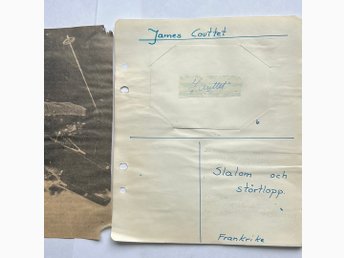 James Couttet
Slalom och
störtlopp.
Frankrike